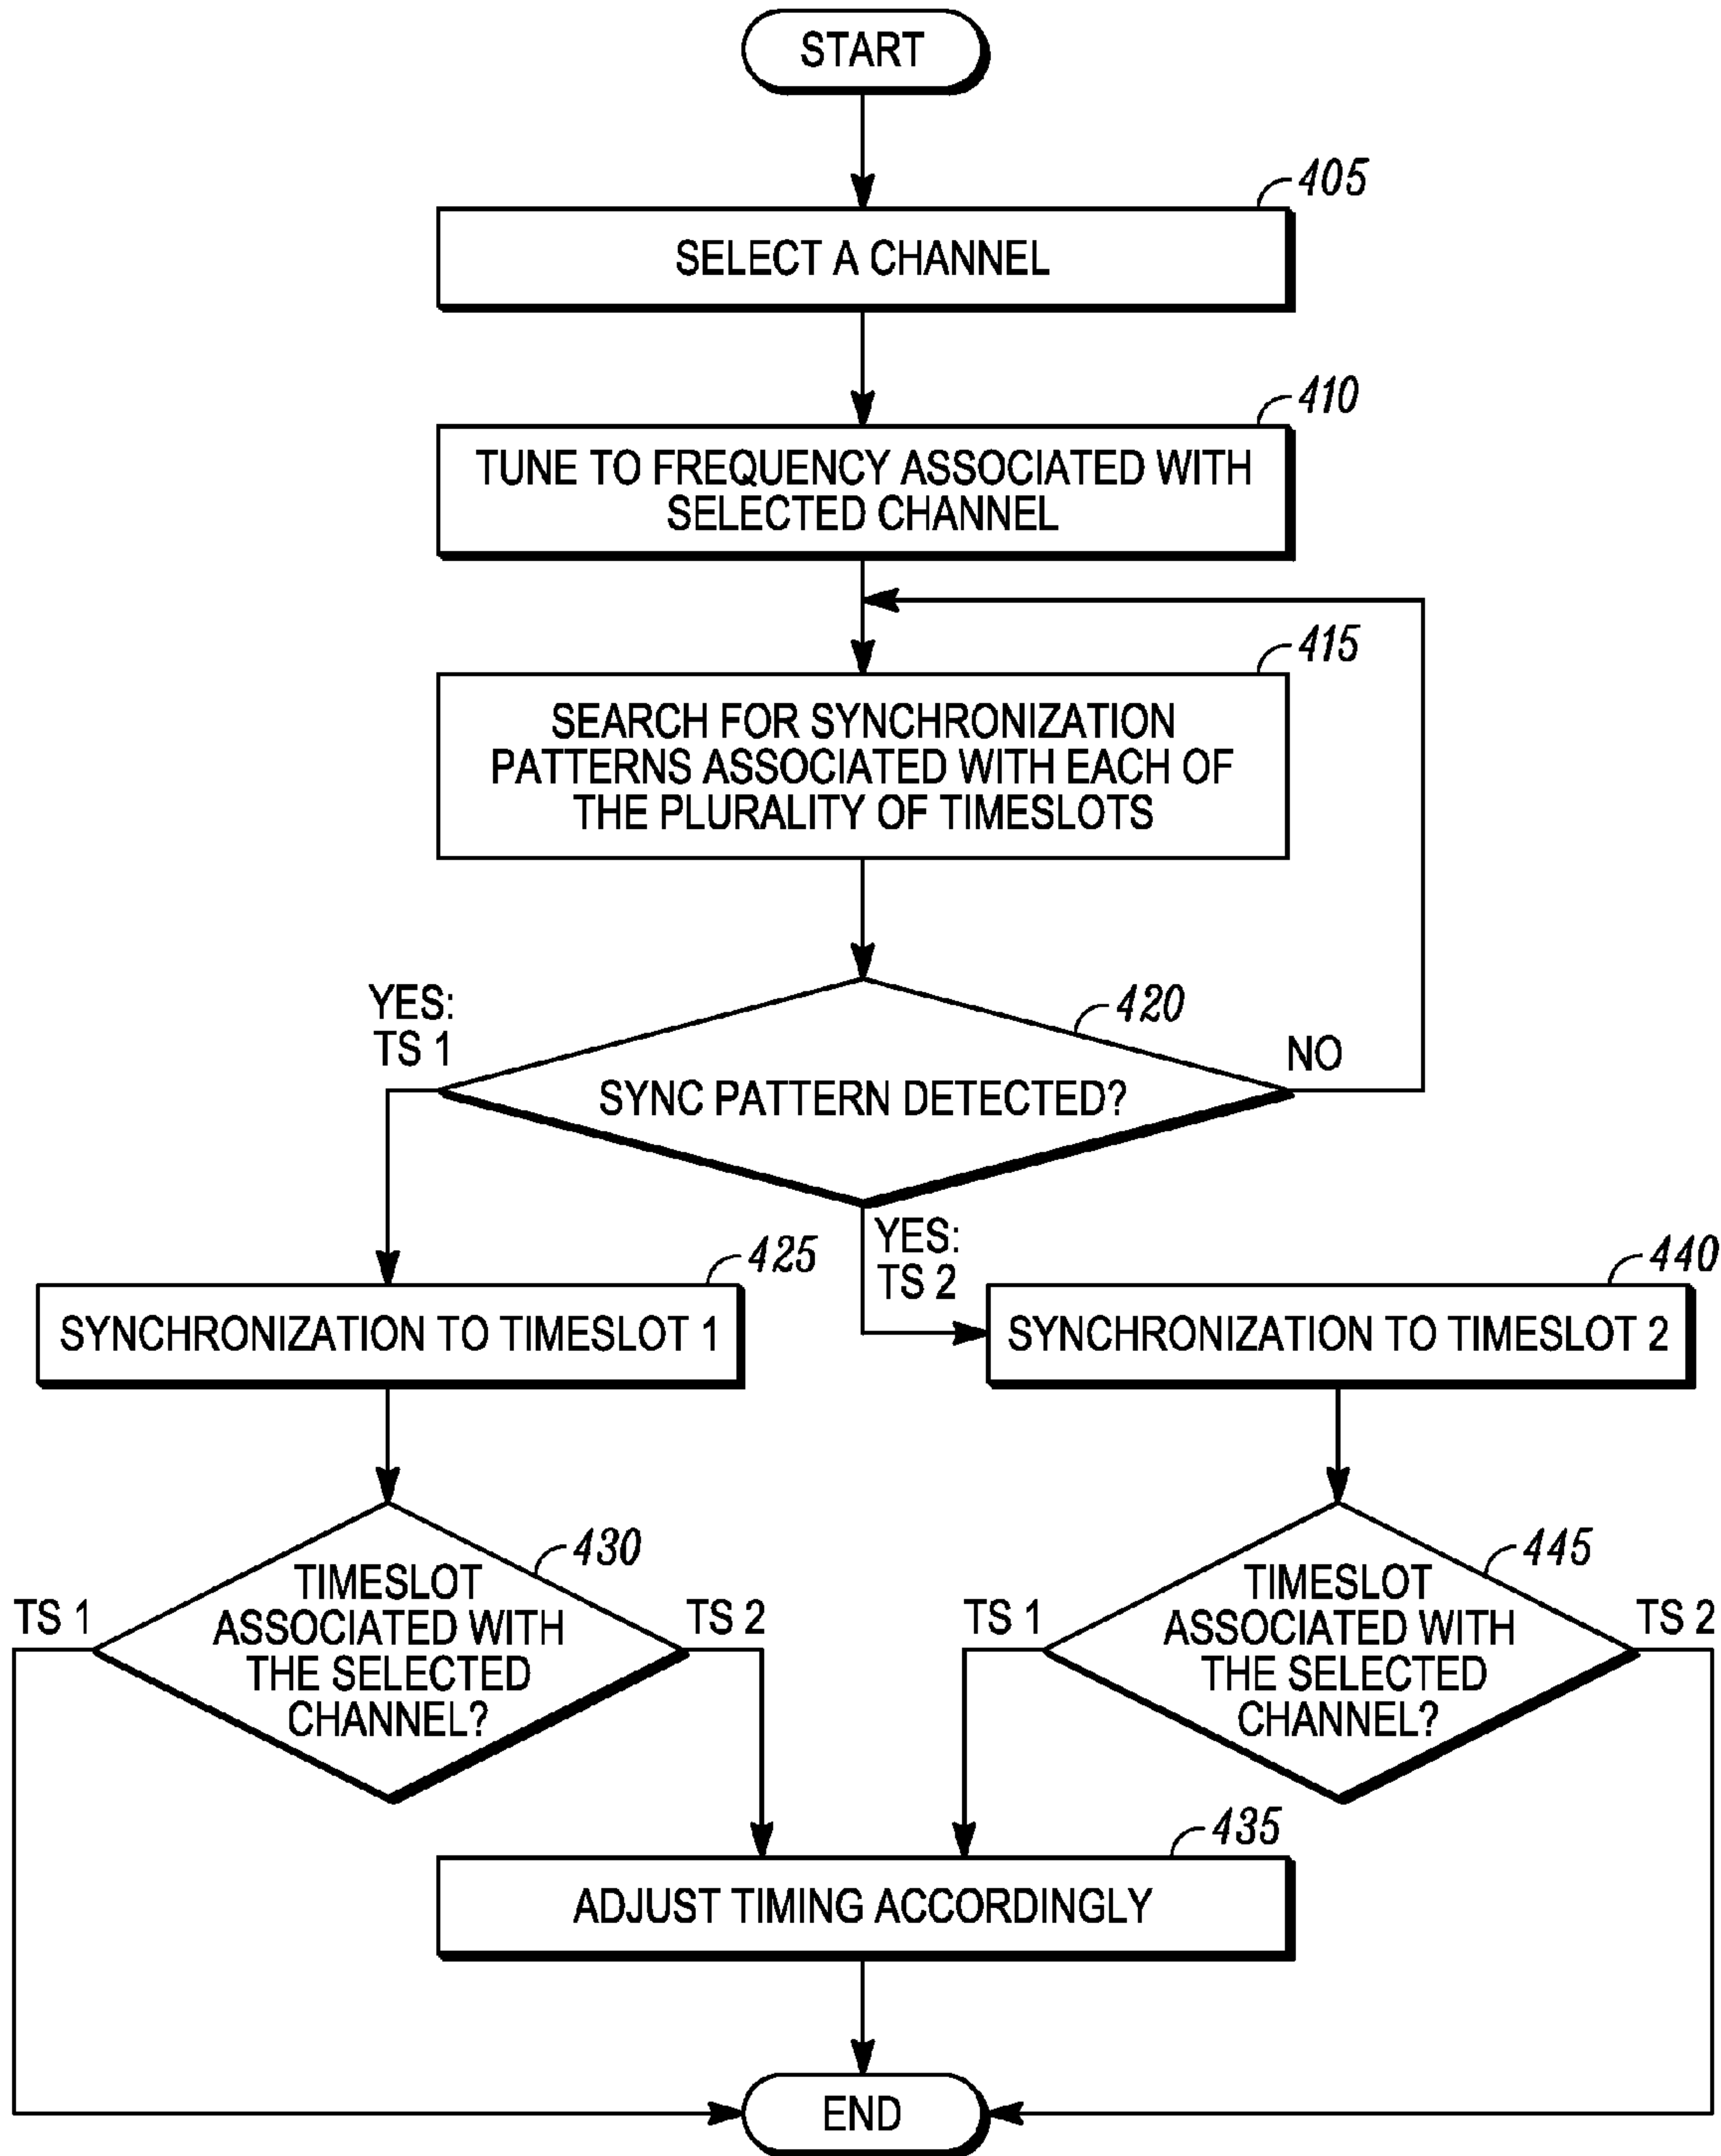 START
405
SELECT A CHANNEL
410
TUNE TO FREQUENCY ASSOCIATED WITH
SELECTED CHANNEL
415
SEARCH FOR SYNCHRONIZATION
PATTERNS ASSOCIATED WITH EACH OF
THE PLURALITY OF TIMESLOTS
YES:
TS 1
420
NO
SYNC PATTERN DETECTED?
YES:
TS 2
425
SYNCHRONIZATION TO TIMESLOT 1
440
SYNCHRONIZATION TO TIMESLOT 2
430
TS 1
TIMESLOT
ASSOCIATED WITH
THE SELECTED
CHANNEL?
TS 2
445
TS 1
TIMESLOT
ASSOCIATED WITH
THE SELECTED
CHANNEL?
TS 2
435
ADJUST TIMING ACCORDINGLY
END